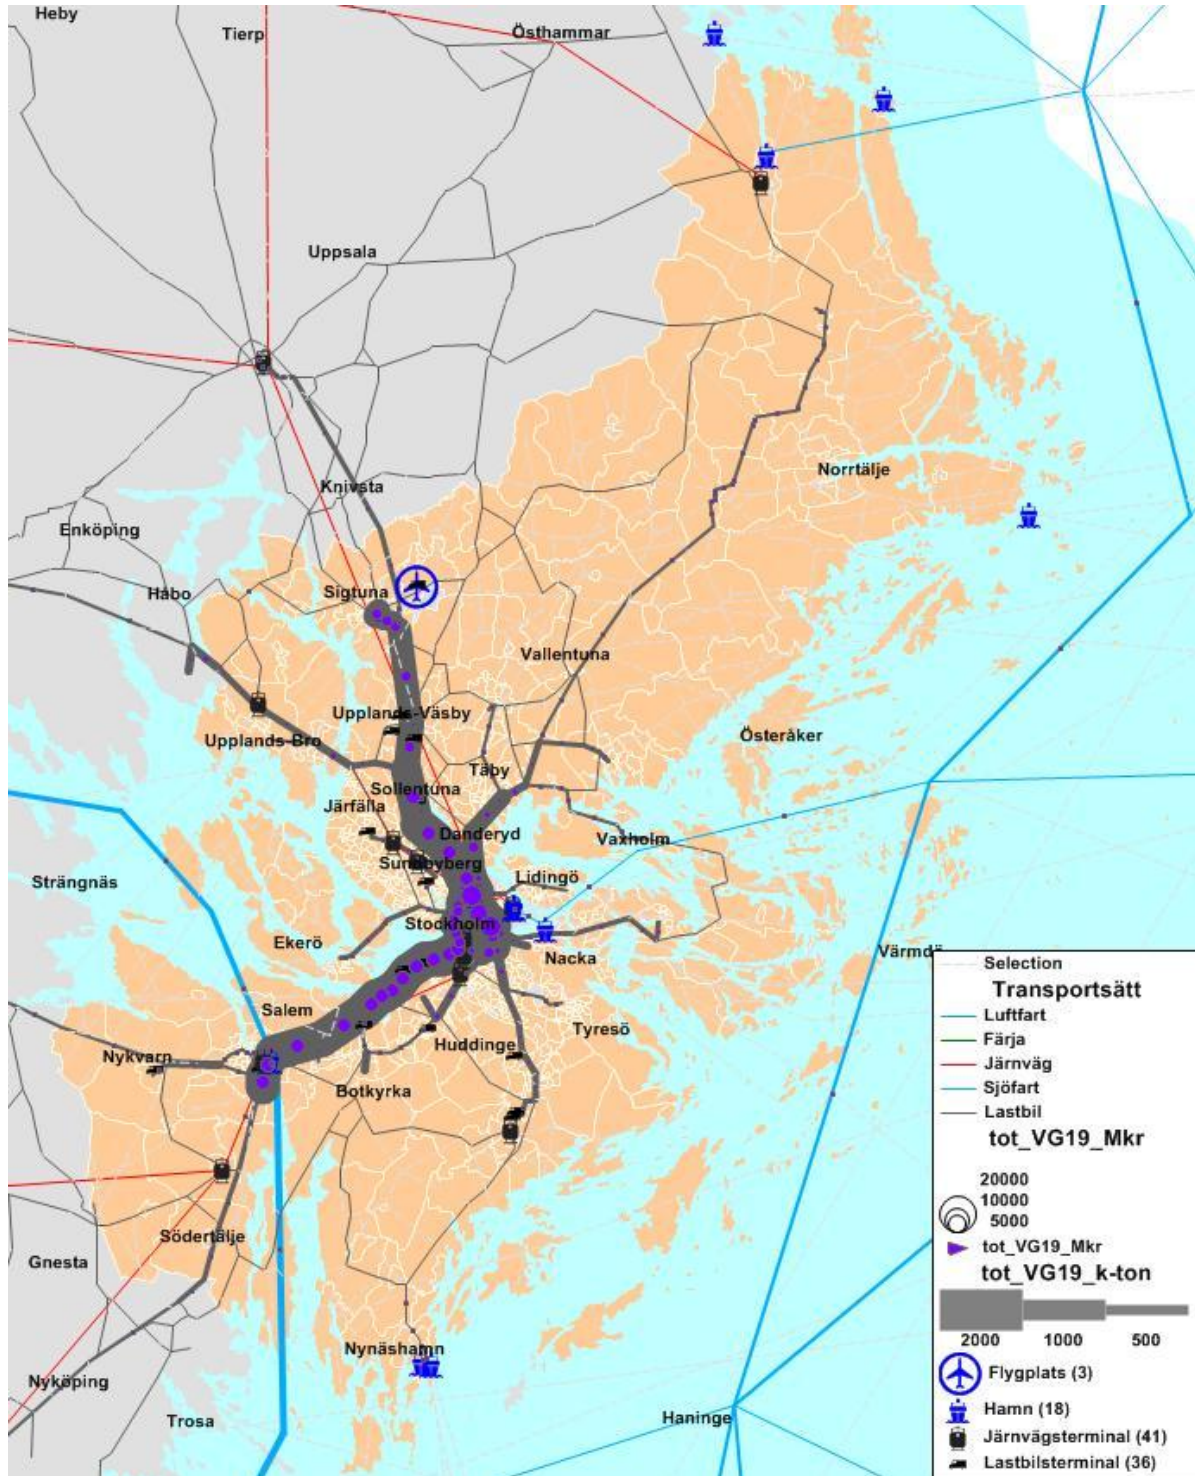 Heby
Tierp
Östhammar
Uppsala
Knivsta
Norrtälje
Enköping
Håbo
Sigtuna
Vallentuna
Upplands-Väsby
Upplands-Bro
Österåker
Täby
Sollentuna
Järfälla
Danderyd
Vaxholm
Sundbyberg
Lidingö
Strängnäs
Stockholm
Ekerö
Nacka
Värmdö
Salem
Tyresö
Huddinge
Nykvarn
Botkyrka
Södertälje
Gnesta
Nynäshamn
Nyköping
Trosa
Haninge
Selection
Transportsätt
Luftfart
Färja
Järnväg
Sjöfart
Lastbil
tot_VG19_Mkr
20000
10000
5000
tot_VG19_Mkr
tot_VG19_k-ton
2000 1000 500
Flygplats (3)
Hamn (18)
Järnvägsterminal (41)
Lastbilsterminal (36)